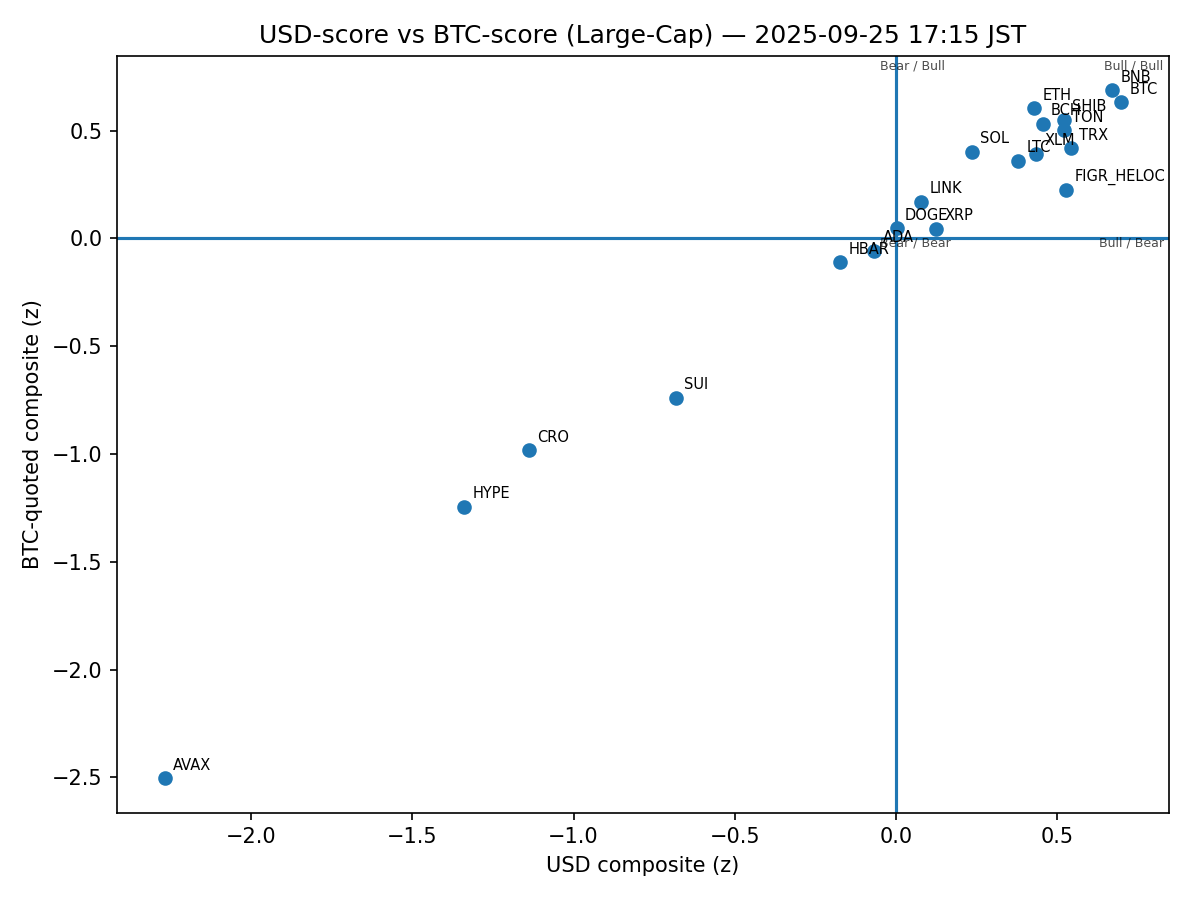 USD-score vs BTC-score (Large-Cap) — 2025-09-25 17:15 JST
Bear / Bull
Bull / Bull
BNB
BTC
ETH
SHIB
BCH
TON
TRX
XLM
LTC
SOL
FIGR_HELOC
LINK
DOGE
XRP
ADA
Bear / Bear
Bull / Bear
HBAR
SUI
CRO
HYPE
AVAX
0.5
0.0
−0.5
−1.0
−1.5
−2.0
−2.5
BTC-quoted composite (z)
−2.0
−1.5
−1.0
−0.5
0.0
0.5
USD composite (z)